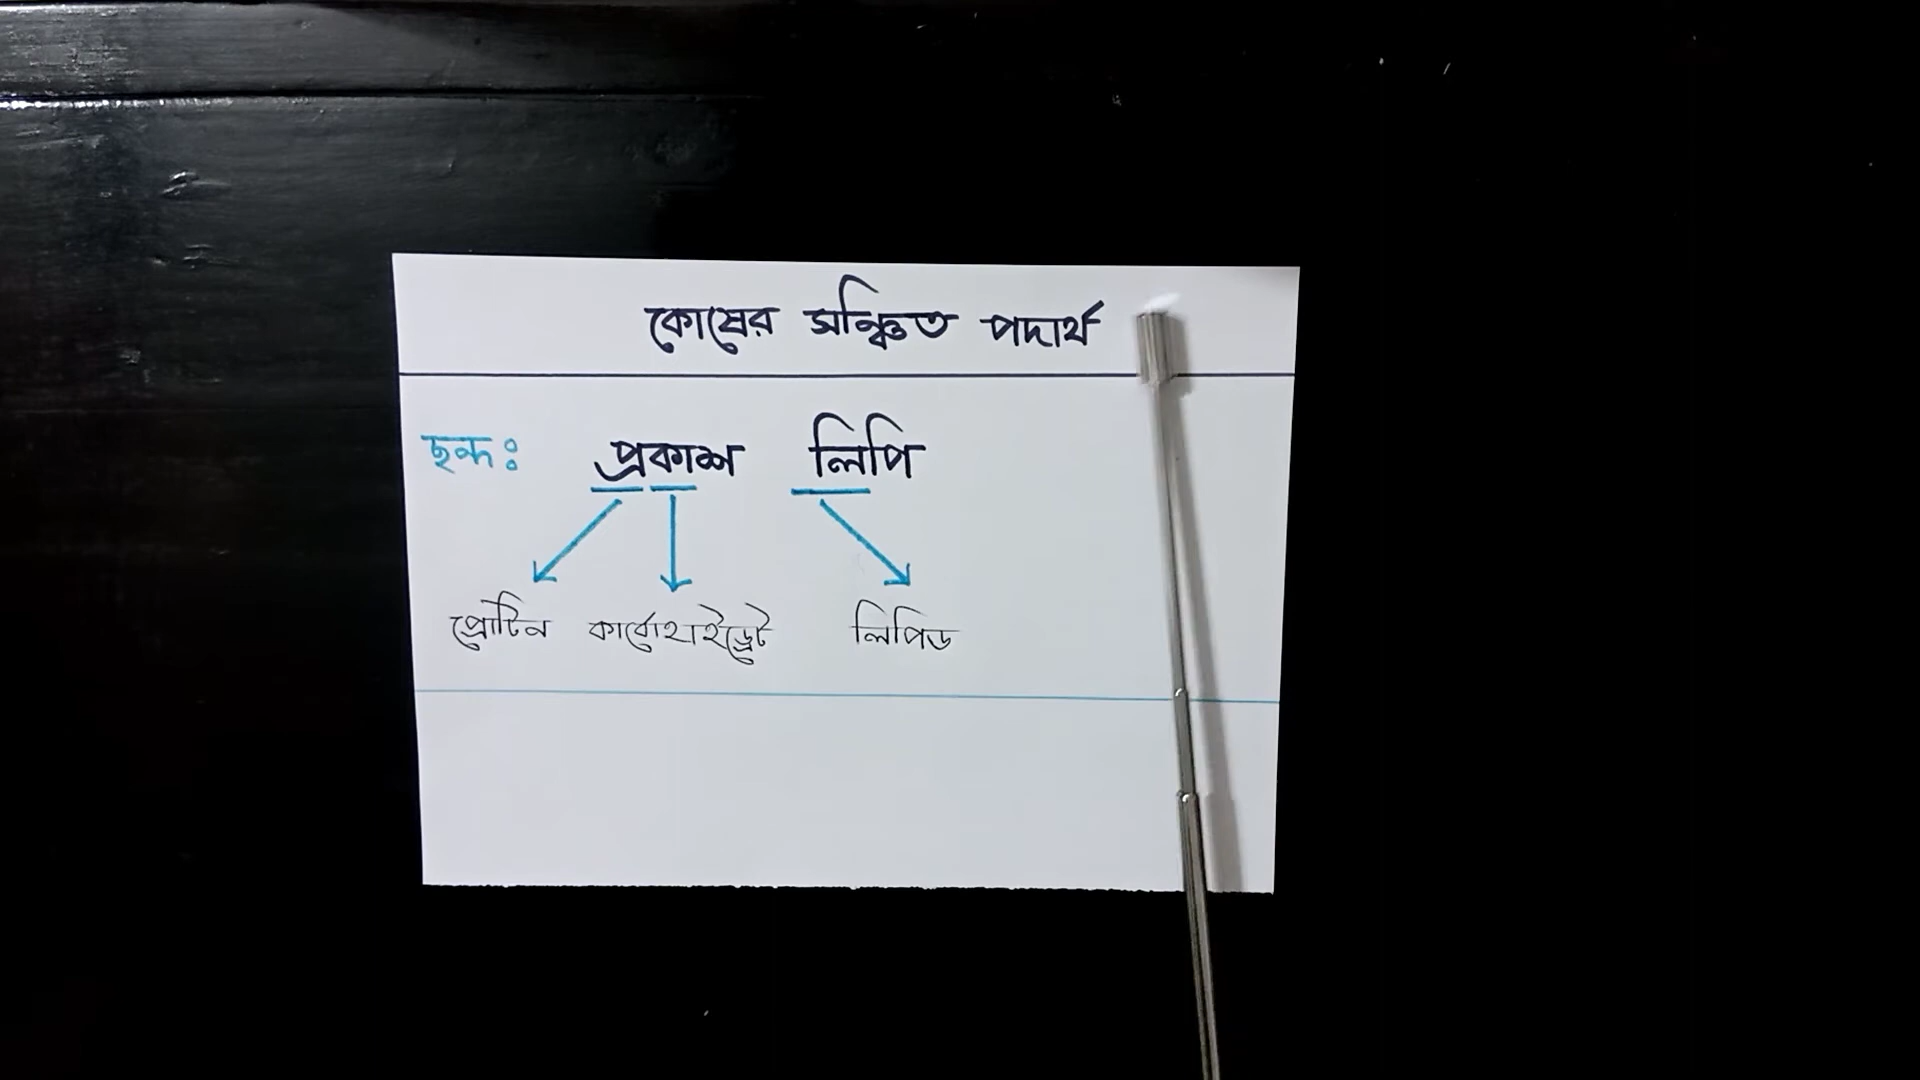 কোষের সঞ্চিত পদার্থ
ছন্দঃ প্রকাশ লিপি
প্রোটিন কার্বোহাইড্রেট লিপিড